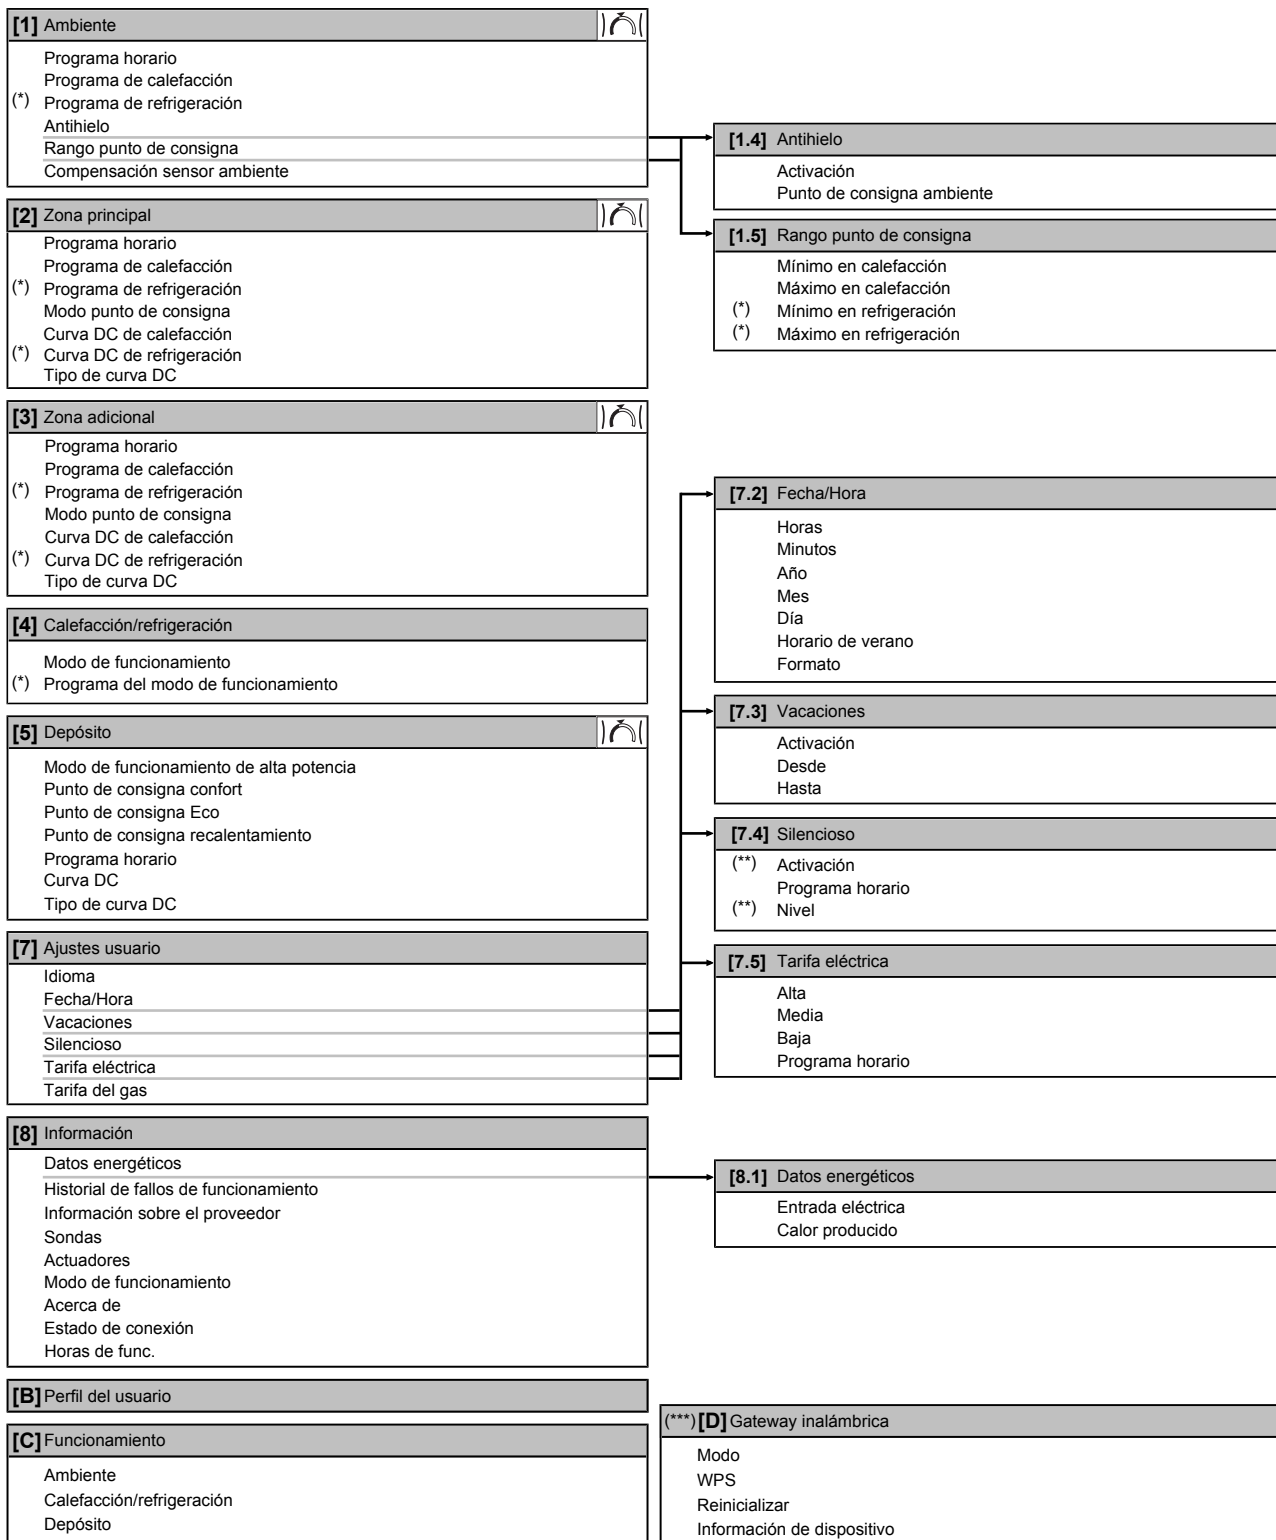 [1] Ambiente
Programa horario
Programa de calefacción
(*) Programa de refrigeración
Antihielo
Rango punto de consigna
Compensación sensor ambiente
[1.4] Antihielo
Activación
Punto de consigna ambiente
[1.5] Rango punto de consigna
Mínimo en calefacción
Máximo en calefacción
(*) Mínimo en refrigeración
(*) Máximo en refrigeración
[2] Zona principal
Programa horario
Programa de calefacción
(*) Programa de refrigeración
Modo punto de consigna
Curva DC de calefacción
(*) Curva DC de refrigeración
Tipo de curva DC
[3] Zona adicional
Programa horario
Programa de calefacción
(*) Programa de refrigeración
Modo punto de consigna
Curva DC de calefacción
(*) Curva DC de refrigeración
Tipo de curva DC
[4] Calefacción/refrigeración
Modo de funcionamiento
(*) Programa del modo de funcionamiento
[5] Depósito
Modo de funcionamiento de alta potencia
Punto de consigna confort
Punto de consigna Eco
Punto de consigna recalentamiento
Programa horario
Curva DC
Tipo de curva DC
[7] Ajustes usuario
Idioma
Fecha/Hora
Vacaciones
Silencioso
Tarifa eléctrica
Tarifa del gas
[7.2] Fecha/Hora
Horas
Minutos
Año
Mes
Día
Horario de verano
Formato
[7.3] Vacaciones
Activación
Desde
Hasta
[7.4] Silencioso
(**) Activación
Programa horario
(**) Nivel
[7.5] Tarifa eléctrica
Alta
Media
Baja
Programa horario
[8] Información
Datos energéticos
Historial de fallos de funcionamiento
Información sobre el proveedor
Sondas
Actuadores
Modo de funcionamiento
Acerca de
Estado de conexión
Horas de func.
[8.1] Datos energéticos
Entrada eléctrica
Calor producido
[B] Perfil del usuario
[C] Funcionamiento
Ambiente
Calefacción/refrigeración
Depósito
(***) [D] Gateway inalámbrica
Modo
WPS
Reinicializar
Información de dispositivo